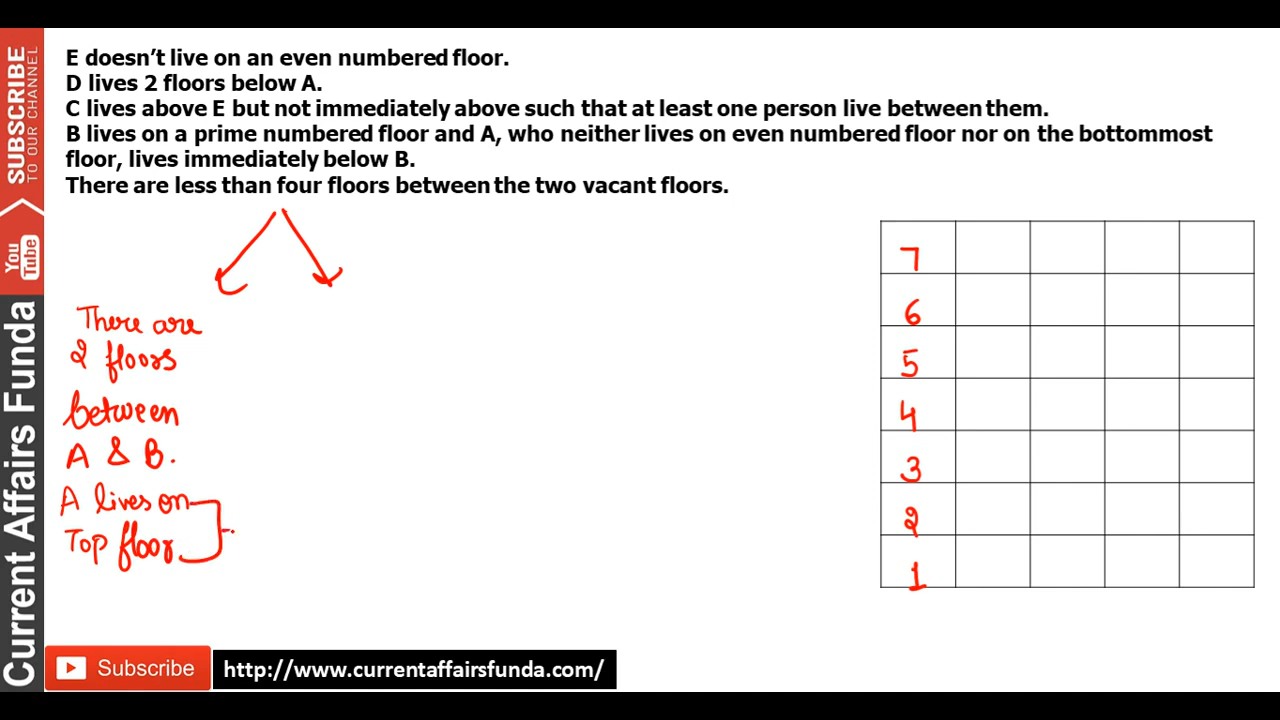 SUBSCRIBE
TO OUR CHANNEL
You
Tube
Current Affairs Funda
E doesn’t live on an even numbered floor.
D lives 2 floors below A.
C lives above E but not immediately above such that at least one person live between them.
B lives on a prime numbered floor and A, who neither lives on even numbered floor nor on the bottommost
floor, lives immediately below B.
There are less than four floors between the two vacant floors.
There are
2 floors
between
A & B.
A lives on
Top floor
7
6
5
4
3
2
1
Subscribe
http://www.currentaffairsfunda.com/